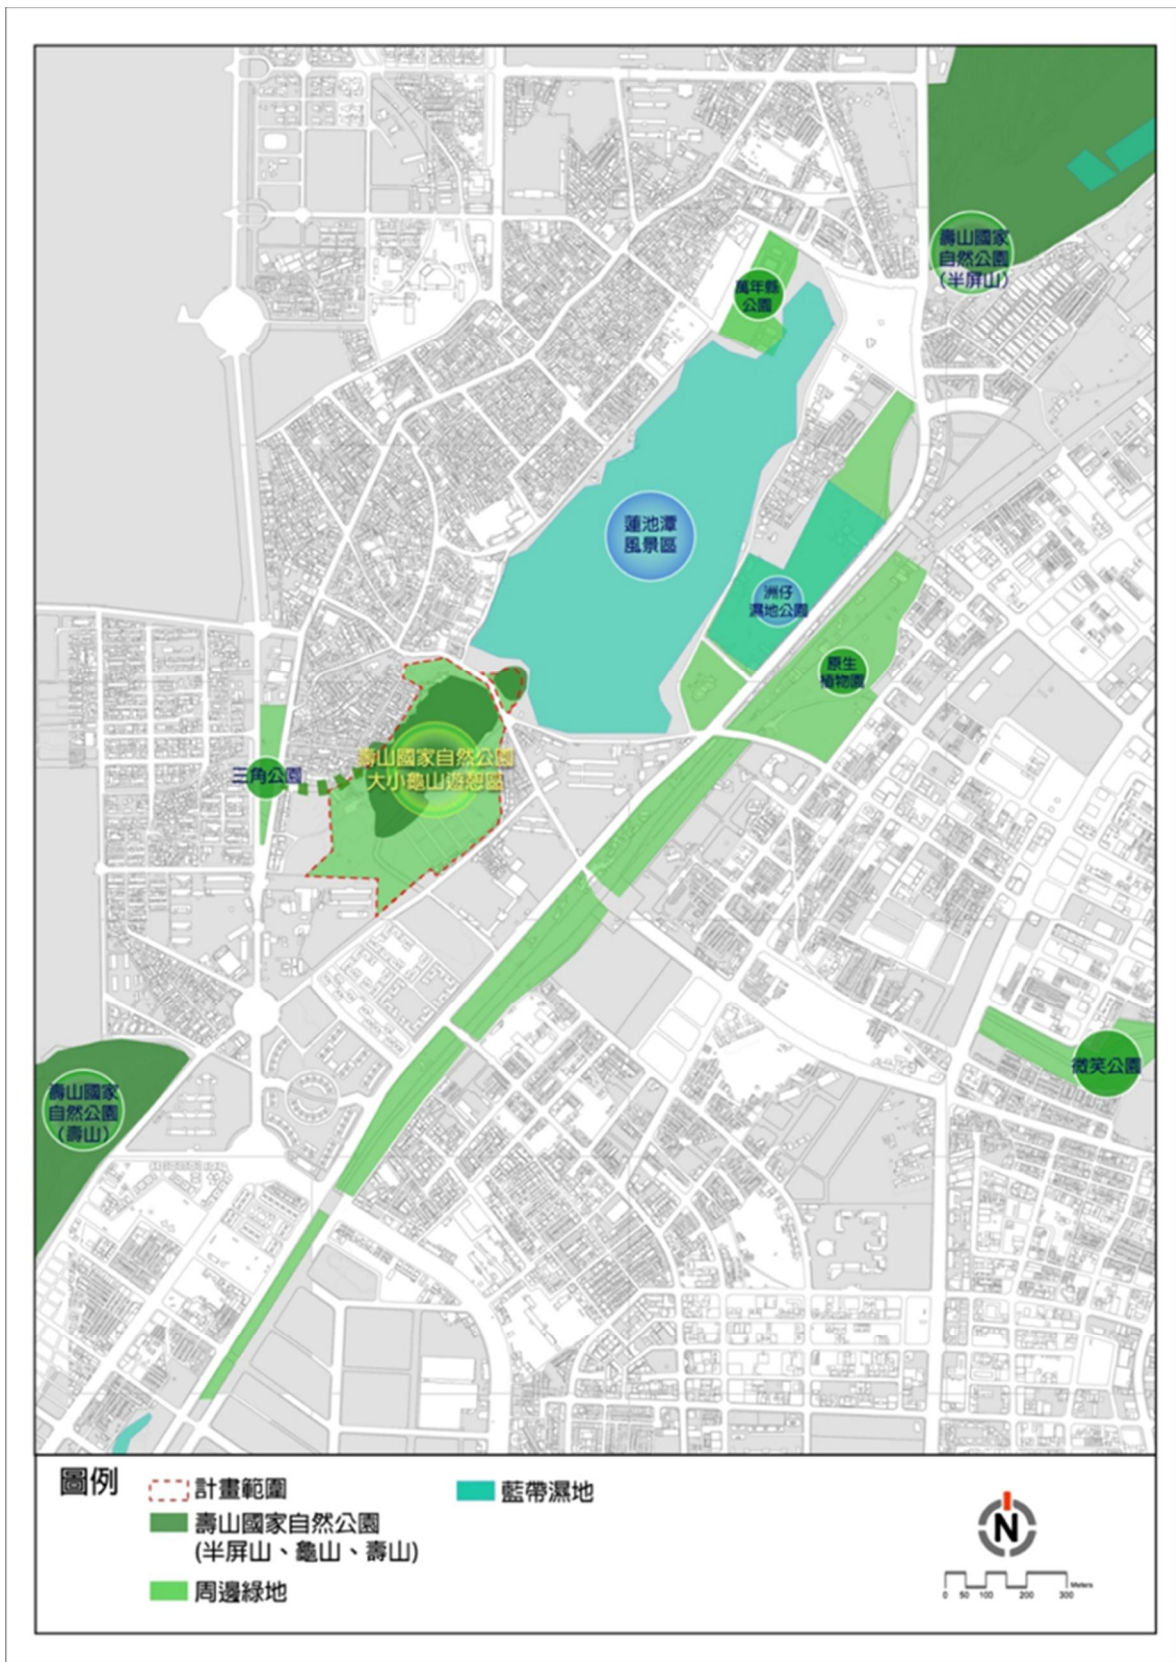 壽山國家
自然公園
(半屏山)
萬年縣
公園
蓮池潭
風景區
洲仔
濕地公園
原生
植物園
壽山國家自然公園
大小龜山遊憩區
三角公園
微笑公園
壽山國家
自然公園
(壽山)
圖例
計畫範圍
藍帶濕地
壽山國家自然公園
(半屏山、龜山、壽山)
周邊綠地
N
Meters
0 50 100 200 300